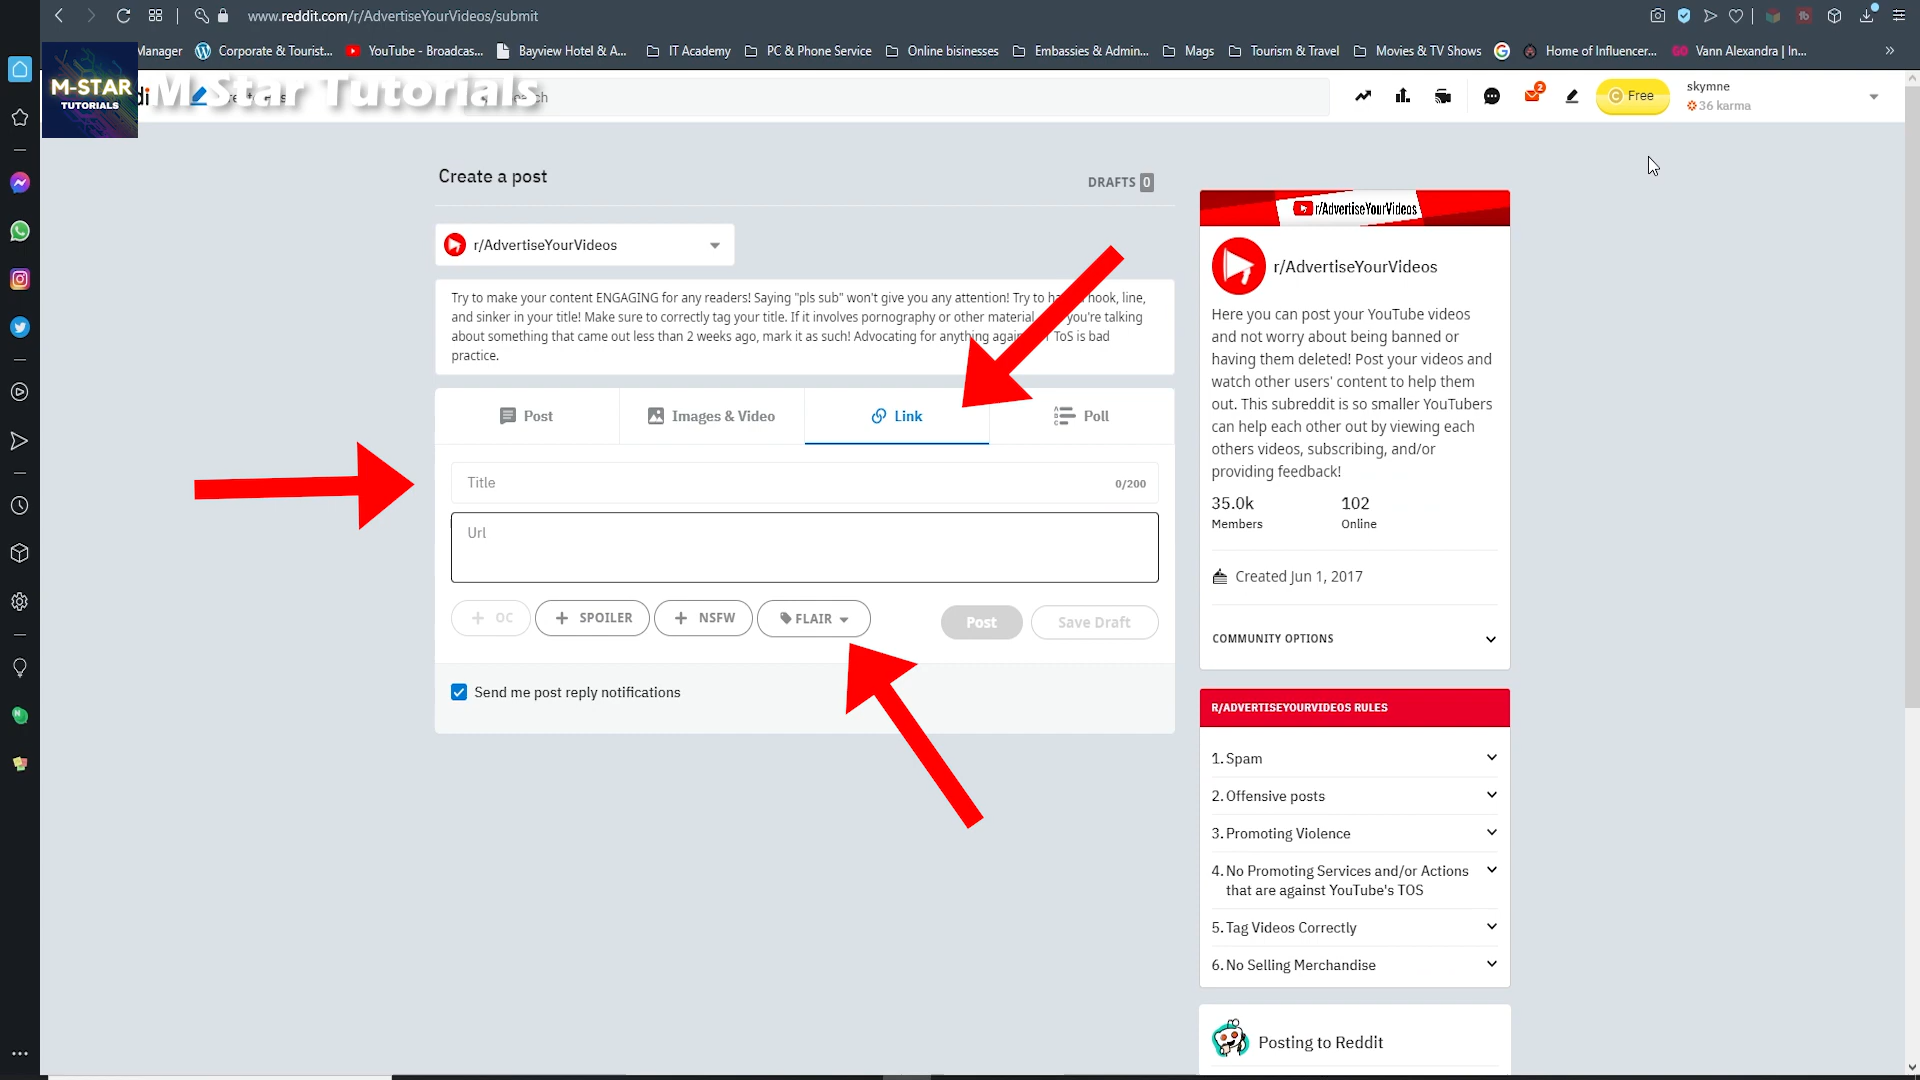 www.reddit.com/r/AdvertiseYourVideos/submit
Manager
Corporate & Tourist...
YouTube - Broadcas...
Bayview Hotel & A...
IT Academy
PC & Phone Service
Online bisinesses
Embassies & Admin...
Mags
Tourism & Travel
Movies & TV Shows
Home of Influencer...
Vann Alexandra | In...
M-STAR
TUTORIALS
M-Star Tutorials
2
Free
skymne
36 karma
Create a post
DRAFTS 0
r/AdvertiseYourVideos
Try to make your content ENGAGING for any readers! Saying "pls sub" won't give you any attention! Try to hook, line,
and sinker in your title! Make sure to correctly tag your title. If it involves pornography or other material you're talking
about something that came out less than 2 weeks ago, mark it as such! Advocating for anything ToS is bad
practice.
Post
Images & Video
Link
Poll
Title
0/200
Url
+ OC
+ SPOILER
+ NSFW
FLAIR
Post
Save Draft
Send me post reply notifications
r/AdvertiseYourVideos
r/AdvertiseYourVideos
Here you can post your YouTube videos
and not worry about being banned or
having them deleted! Post your videos and
watch other users' content to help them
out. This subreddit is so smaller YouTubers
can help each other out by viewing each
others videos, subscribing, and/or
providing feedback!
35.0k
Members
102
Online
Created Jun 1, 2017
COMMUNITY OPTIONS
R/ADVERTISEYOURVIDEOS RULES
1. Spam
2. Offensive posts
3. Promoting Violence
4. No Promoting Services and/or Actions
that are against YouTube's TOS
5. Tag Videos Correctly
6. No Selling Merchandise
Posting to Reddit